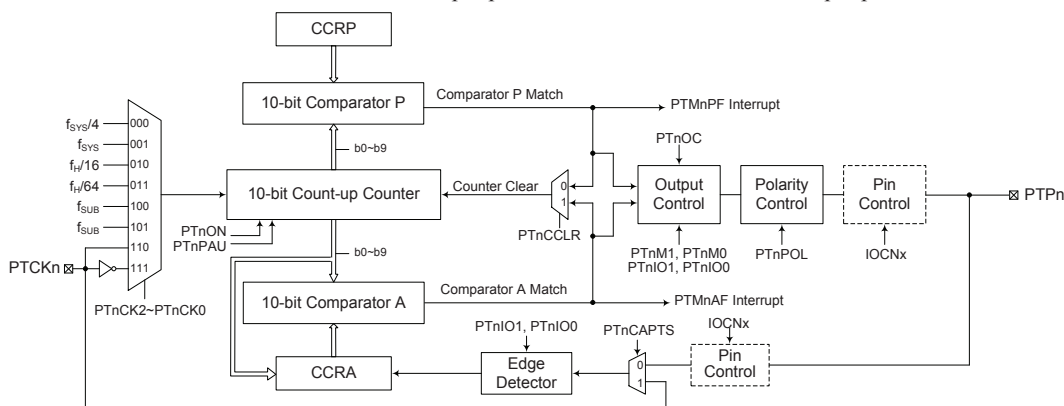 CCRP
10-bit Comparator P
Comparator P Match
PTMnPF Interrupt
b0~b9
PTnOC
fSYS/4
000
fSYS
001
fH/16
010
fH/64
011
fSUB
100
fSUB
101
110
111
PTCKn
PTnCK2~PTnCK0
10-bit Count-up Counter
PTnON
PTnPAU
Counter Clear
0
1
PTnCCLR
Output
Control
PTnM1, PTnM0
PTnIO1, PTnIO0
Polarity
Control
PTnPOL
Pin
Control
IOCNx
PTPn
b0~b9
10-bit Comparator A
Comparator A Match
PTMnAF Interrupt
CCRA
PTnIO1, PTnIO0
Edge
Detector
PTnCAPTS
0
1
IOCNx
Pin
Control